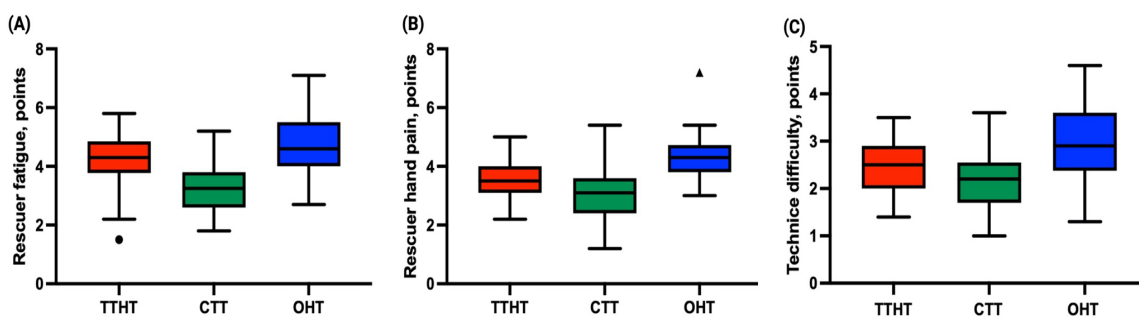 (A)
Rescuer fatigue, points
8
6
4
2
0
TTHT CTT OHT
(B)
Rescuer hand pain, points
8
6
4
2
0
TTHT CTT OHT
(C)
Technice difficulty, points
5
4
3
2
1
0
TTHT CTT OHT